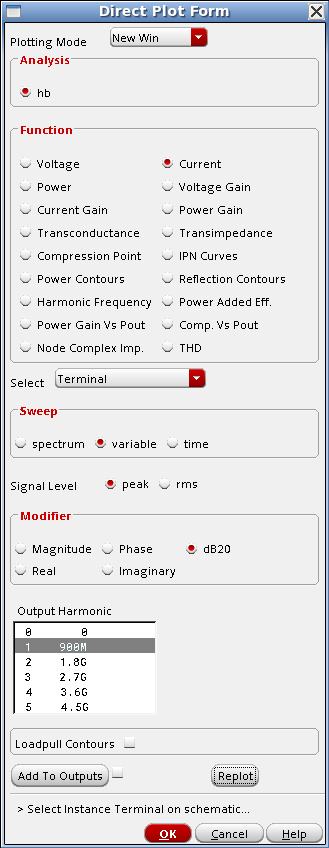 Direct Plot Form
Plotting Mode New Win
Analysis
hb
Function
Voltage Current
Power Voltage Gain
Current Gain Power Gain
Transconductance Transimpedance
Compression Point IPN Curves
Power Contours Reflection Contours
Harmonic Frequency Power Added Eff.
Power Gain Vs Pout Comp. Vs Pout
Node Complex Imp. THD
Select Terminal
Sweep
spectrum variable time
Signal Level peak rms
Modifier
Magnitude Phase dB20
Real Imaginary
Output Harmonic
0 0
1 900M
2 1.8G
3 2.7G
4 3.6G
5 4.5G
Loadpull Contours
Add To Outputs Replot
> Select Instance Terminal on schematic...
OK Cancel Help